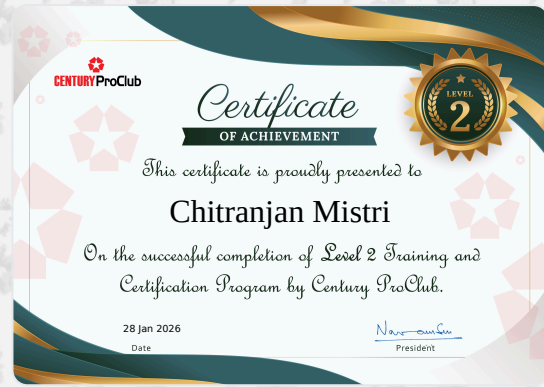 CENTURY ProClub
LEVEL
2
Certificate
OF ACHIEVEMENT
This certificate is proudly presented to
Chitranjan Mistri
On the successful completion of Level 2 Training and
Certification Program by Century ProClub.
28 Jan 2026
Date
President